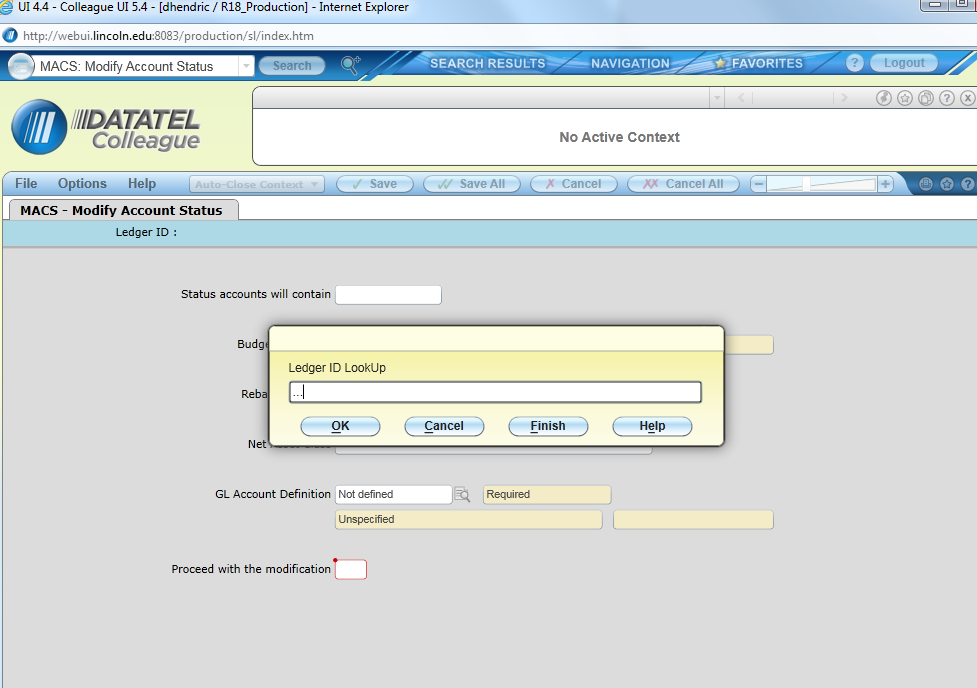 UI 4.4 - Colleague UI 5.4 - [dhendric / R18_Production] - Internet Explorer
http://webui.lincoln.edu:8083/production/sl/index.htm
MACS: Modify Account Status Search SEARCH RESULTS NAVIGATION FAVORITES ? Logout
DATATEL
Colleague
No Active Context
File Options Help Auto-Close Context Save Save All Cancel Cancel All
MACS - Modify Account Status
Ledger ID :
Status accounts will contain
Budge
Ledger ID LookUp
...
Reba
OK Cancel Finish Help
Net
GL Account Definition Not defined Required
Unspecified
Proceed with the modification